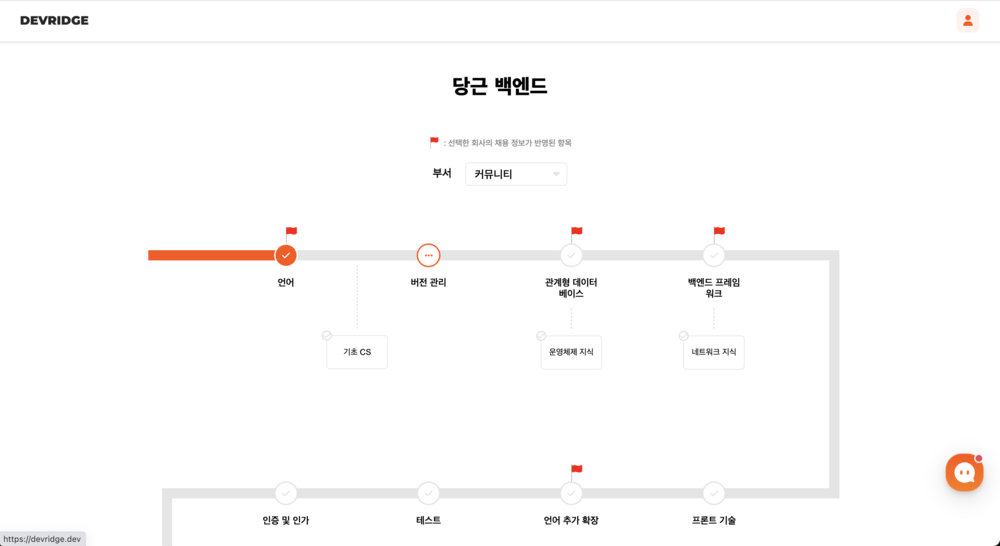 DEVRIDGE
당근 백엔드
: 선택한 회사의 채용 정보가 반영된 항목
부서
커뮤니티
언어
버전 관리
관계형 데이터
베이스
백엔드 프레임
워크
기초 CS
운영체제 지식
네트워크 지식
인증 및 인가
테스트
언어 추가 확장
프론트 기술
https://devridge.dev